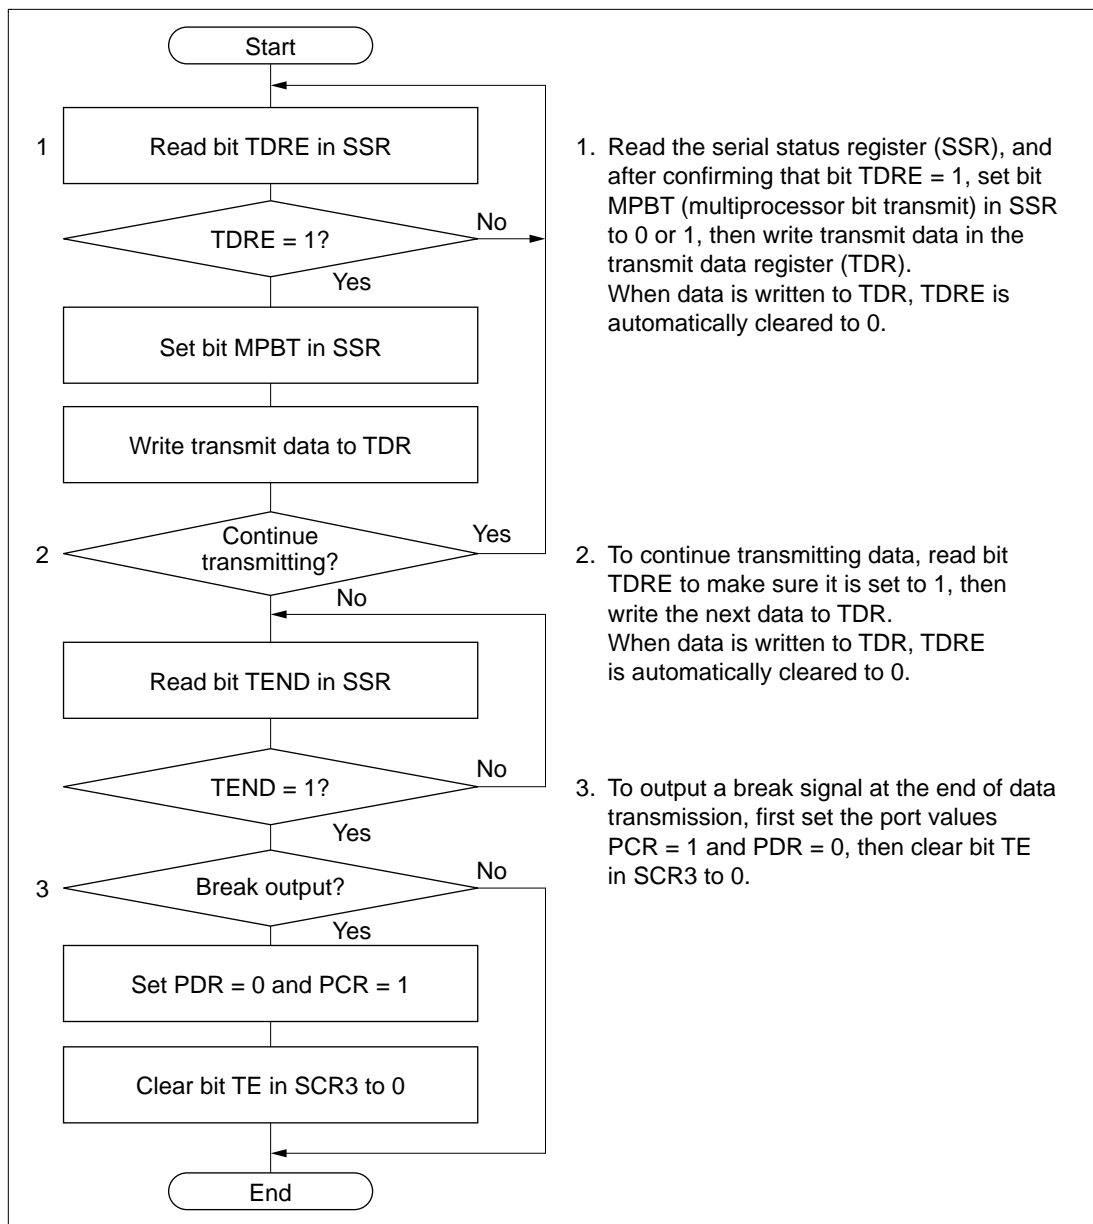 Start
1
Read bit TDRE in SSR
TDRE = 1?
No
Yes
Set bit MPBT in SSR
Write transmit data to TDR
2
Continue
transmitting?
Yes
No
Read bit TEND in SSR
TEND = 1?
No
Yes
3
Break output?
No
Yes
Set PDR = 0 and PCR = 1
Clear bit TE in SCR3 to 0
End
1. Read the serial status register (SSR), and
after confirming that bit TDRE = 1, set bit
MPBT (multiprocessor bit transmit) in SSR
to 0 or 1, then write transmit data in the
transmit data register (TDR).
When data is written to TDR, TDRE is
automatically cleared to 0.
2. To continue transmitting data, read bit
TDRE to make sure it is set to 1, then
write the next data to TDR.
When data is written to TDR, TDRE
is automatically cleared to 0.
3. To output a break signal at the end of data
transmission, first set the port values
PCR = 1 and PDR = 0, then clear bit TE
in SCR3 to 0.